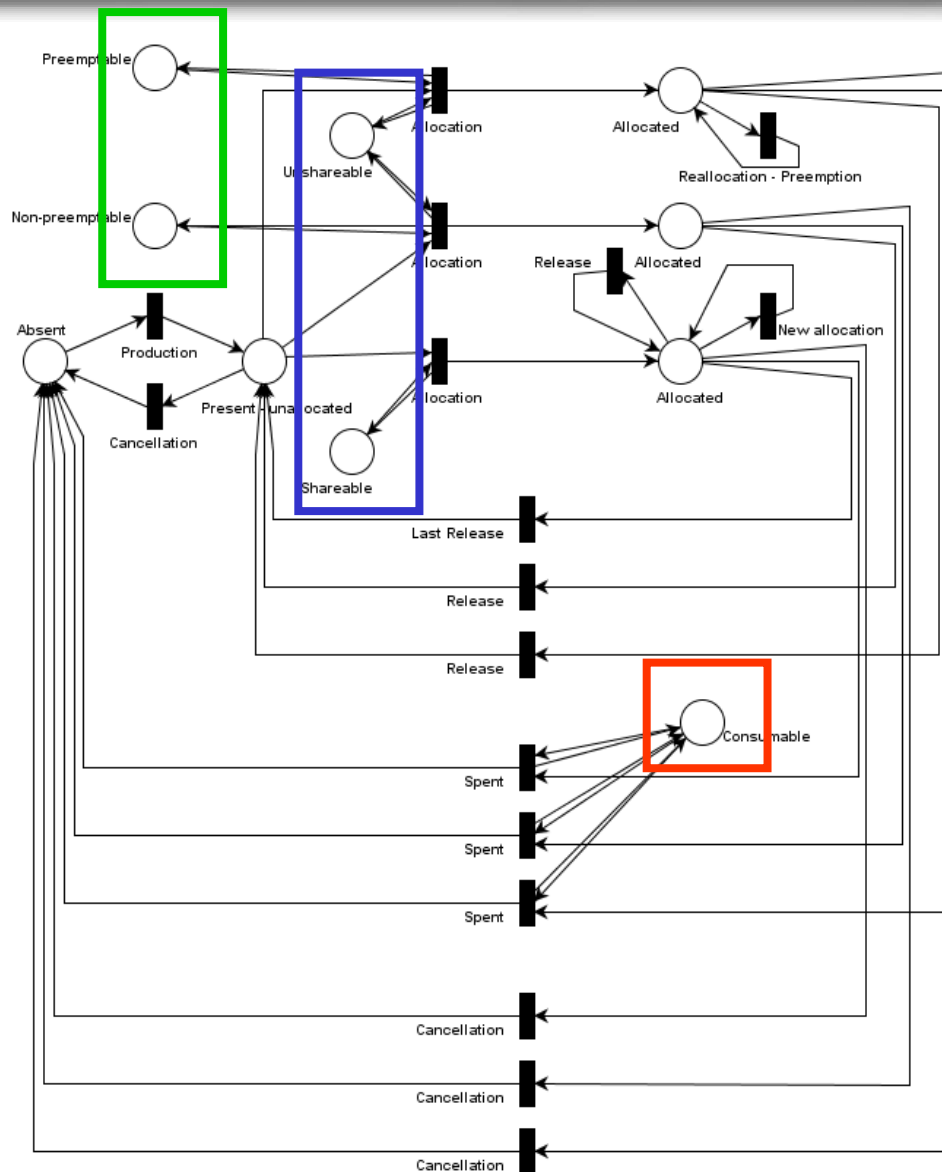 Preemptable
Allocation
Allocated
Unshareable
Reallocation - Preemption
Non-preemptable
Allocation
Release
Allocated
Absent
Production
New allocation
Present - unallocated
Allocation
Allocated
Cancellation
Shareable
Last Release
Release
Release
Consumable
Spent
Spent
Spent
Cancellation
Cancellation
Cancellation